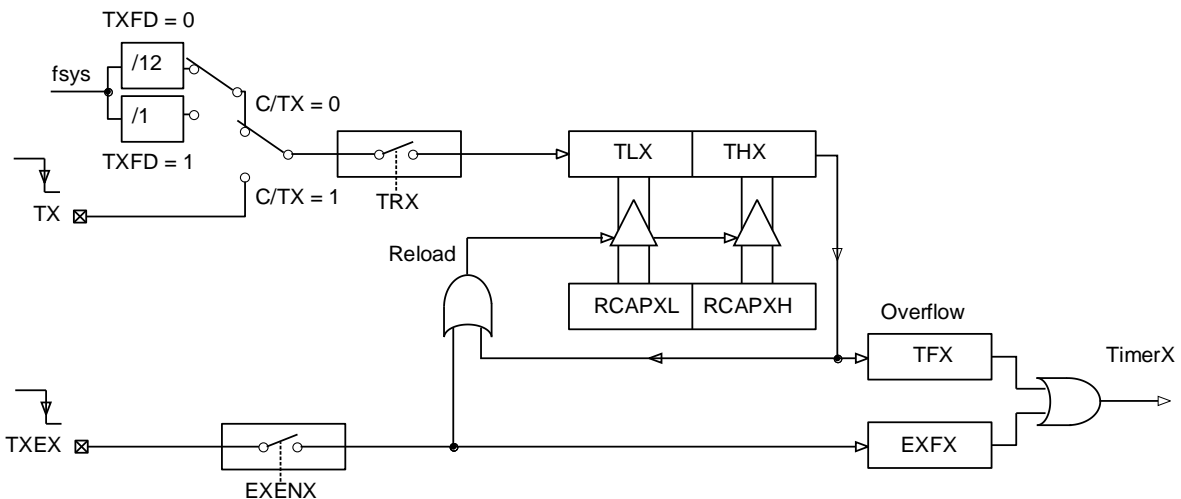 TXFD = 0
/12
fsys
C/TX = 0
/1
TXFD = 1
TLX THX
TX
C/TX = 1
TRX
Reload
RCAPXL RCAPXH
Overflow
TFX
TimerX
TXEX
EXFX
EXENX